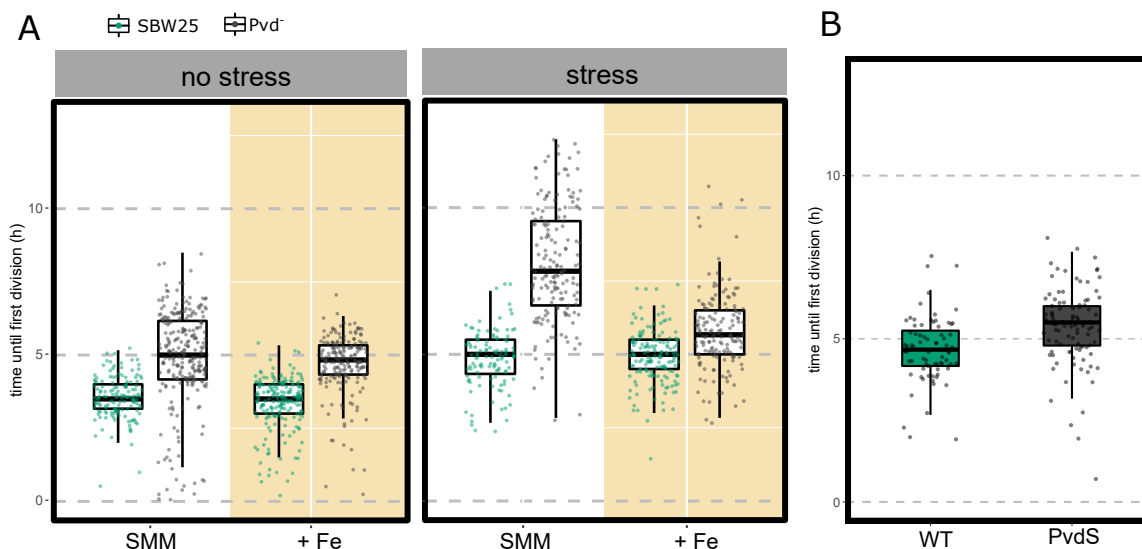 A
SBW25 Pvd-
B
no stress
stress
time until first division (h)
10
5
0
SMM
+ Fe
SMM
+ Fe
time until first division (h)
10
5
0
WT
PvdS